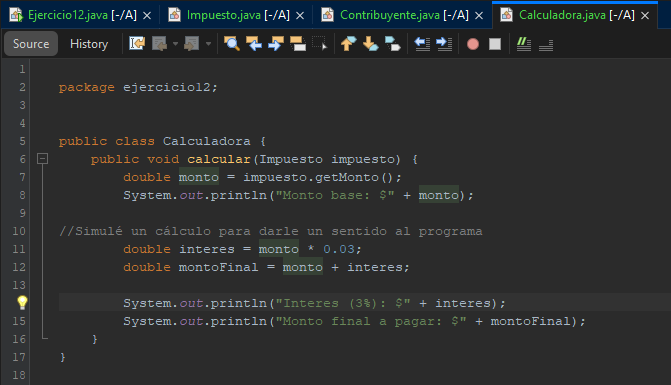 Ejercicio12.java [-/A] Impuesto.java [-/A] Contribuyente.java [-/A] Calculadora.java [-/A]
Source History
1
2 package ejercicio12;
3
4
5 public class Calculadora {
6 public void calcular(Impuesto impuesto) {
7 double monto = impuesto.getMonto();
8 System.out.println("Monto base: $" + monto);
9
10 //Simulé un cálculo para darle un sentido al programa
11 double interes = monto * 0.03;
12 double montoFinal = monto + interes;
13
System.out.println("Interes (3%): $" + interes);
15 System.out.println("Monto final a pagar: $" + montoFinal);
16 }
17 }
18